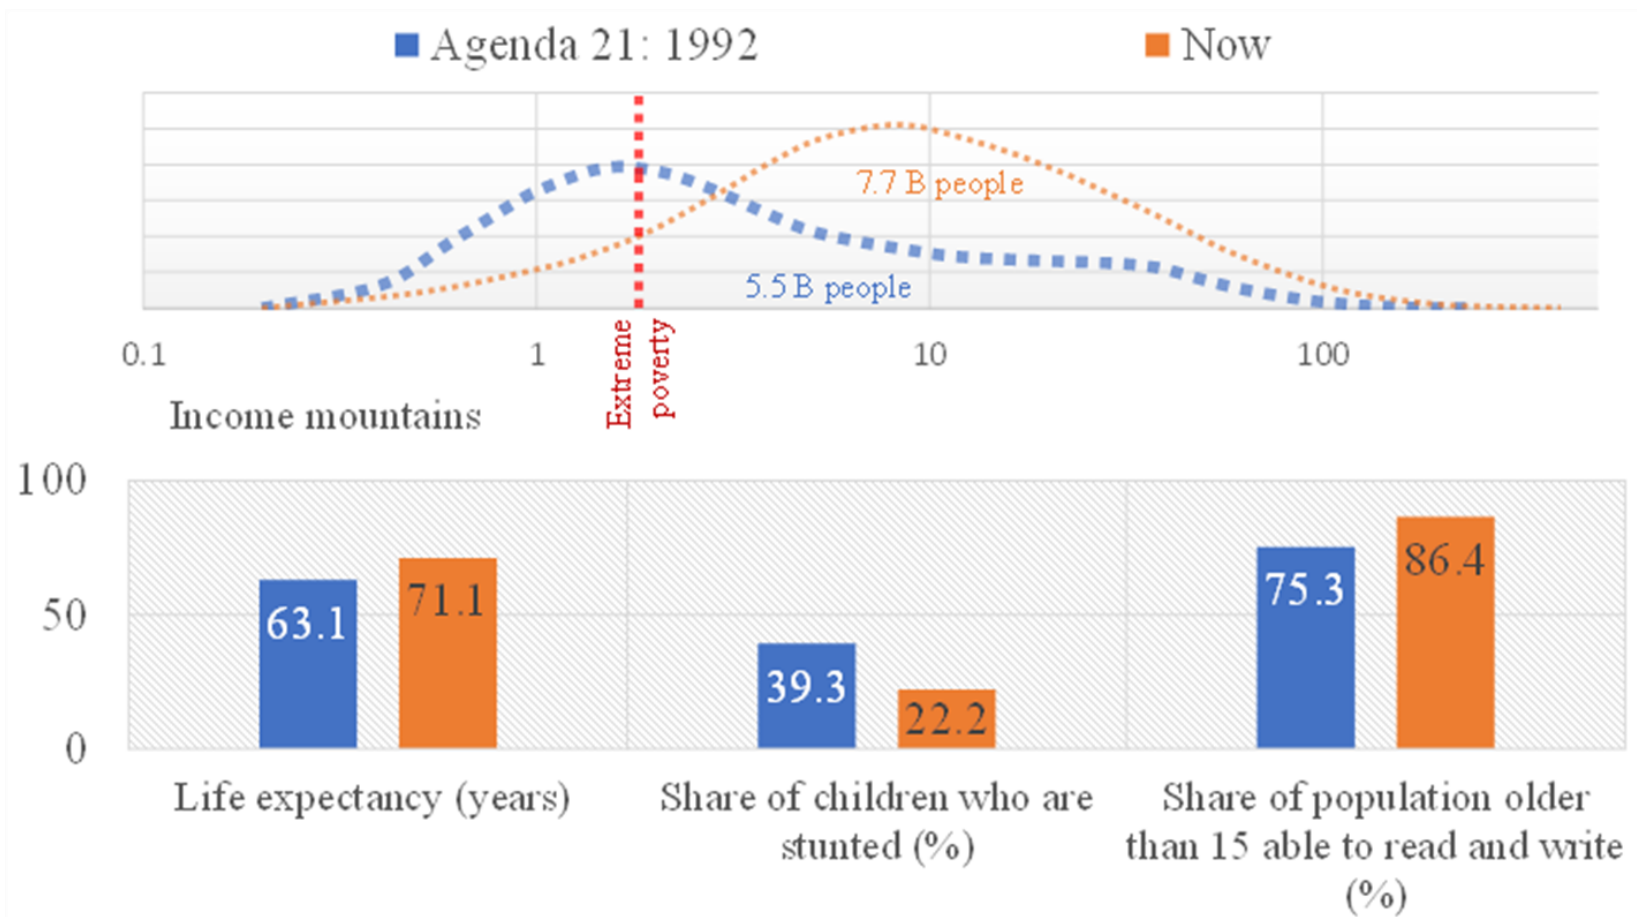 Agenda 21: 1992
Now
7.7 B people
5.5 B people
0.1
1
10
100
Extreme
poverty
Income mountains
100
50
0
63.1
71.1
39.3
22.2
75.3
86.4
Life expectancy (years)
Share of children who are
stunted (%)
Share of population older
than 15 able to read and write
(%)